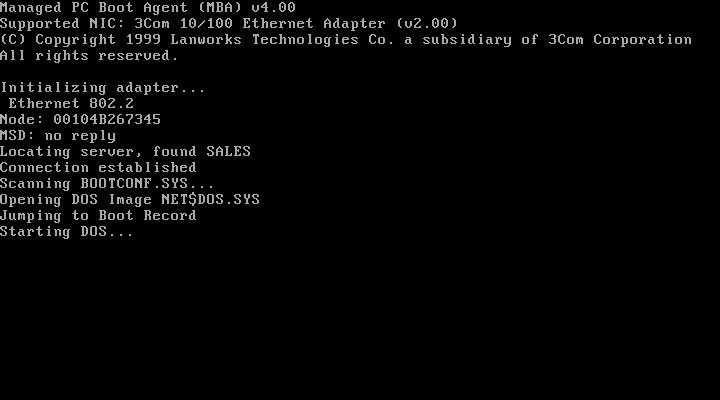 Managed PC Boot Agent (MBA) v4.00
Supported NIC: 3Com 10/100 Ethernet Adapter (v2.00)
(C) Copyright 1999 Lanworks Technologies Co. a subsidiary of 3Com Corporation
All rights reserved.
Initializing adapter...
Ethernet 802.2
Node: 00104B267345
MSD: no reply
Locating server, found SALES
Connection established
Scanning BOOTCONF.SYS...
Opening DOS Image NET$DOS.SYS
Jumping to Boot Record
Starting DOS...